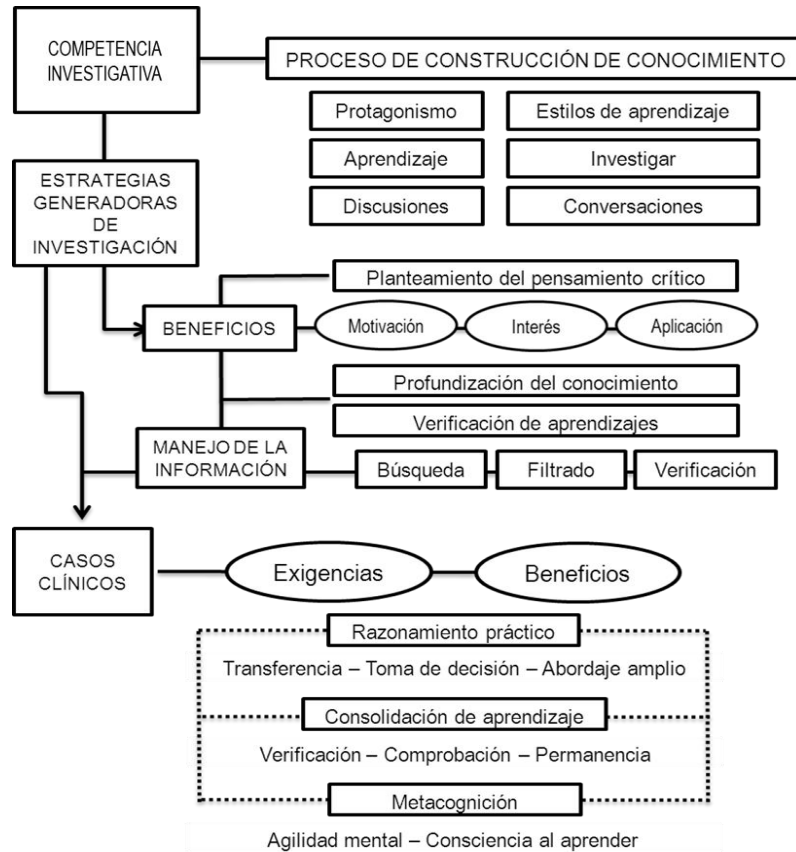 COMPETENCIA
INVESTIGATIVA
PROCESO DE CONSTRUCCIÓN DE CONOCIMIENTO
Protagonismo
Estilos de aprendizaje
Aprendizaje
Investigar
Discusiones
Conversaciones
ESTRATEGIAS
GENERADORAS
DE
INVESTIGACIÓN
Planteamiento del pensamiento crítico
BENEFICIOS
Motivación
Interés
Aplicación
Profundización del conocimiento
Verificación de aprendizajes
MANEJO DE LA
INFORMACIÓN
Búsqueda
Filtrado
Verificación
CASOS
CLÍNICOS
Exigencias
Beneficios
Razonamiento práctico
Transferencia – Toma de decisión – Abordaje amplio
Consolidación de aprendizaje
Verificación – Comprobación – Permanencia
Metacognición
Agilidad mental – Consciencia al aprender